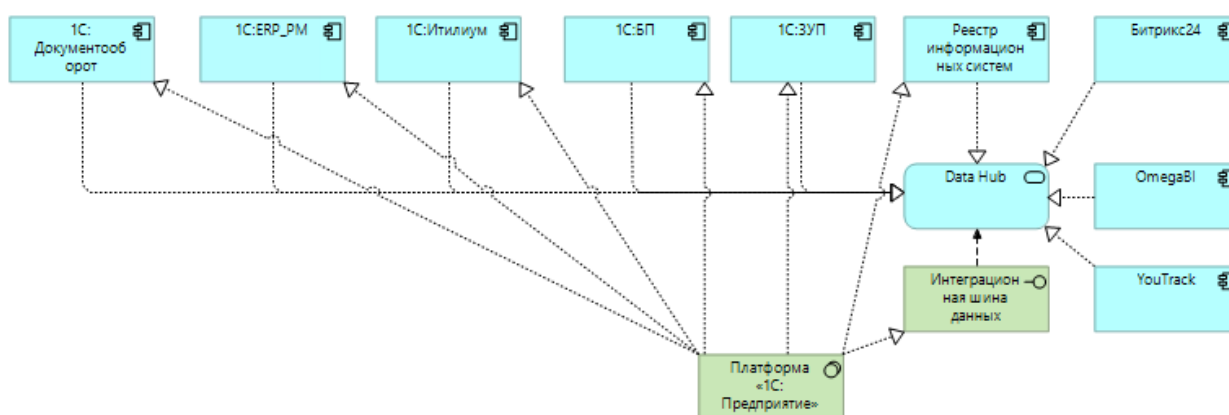 1С:
Документооб
орот
1С:ERP_PM
1С:Итилиум
1С:БП
1С:ЗУП
Реестр
информацион
ных систем
Битрикс24
Data Hub
OmegaBI
Интеграцион
ная шина
данных
YouTrack
Платформа
«1С:
Предприятие»